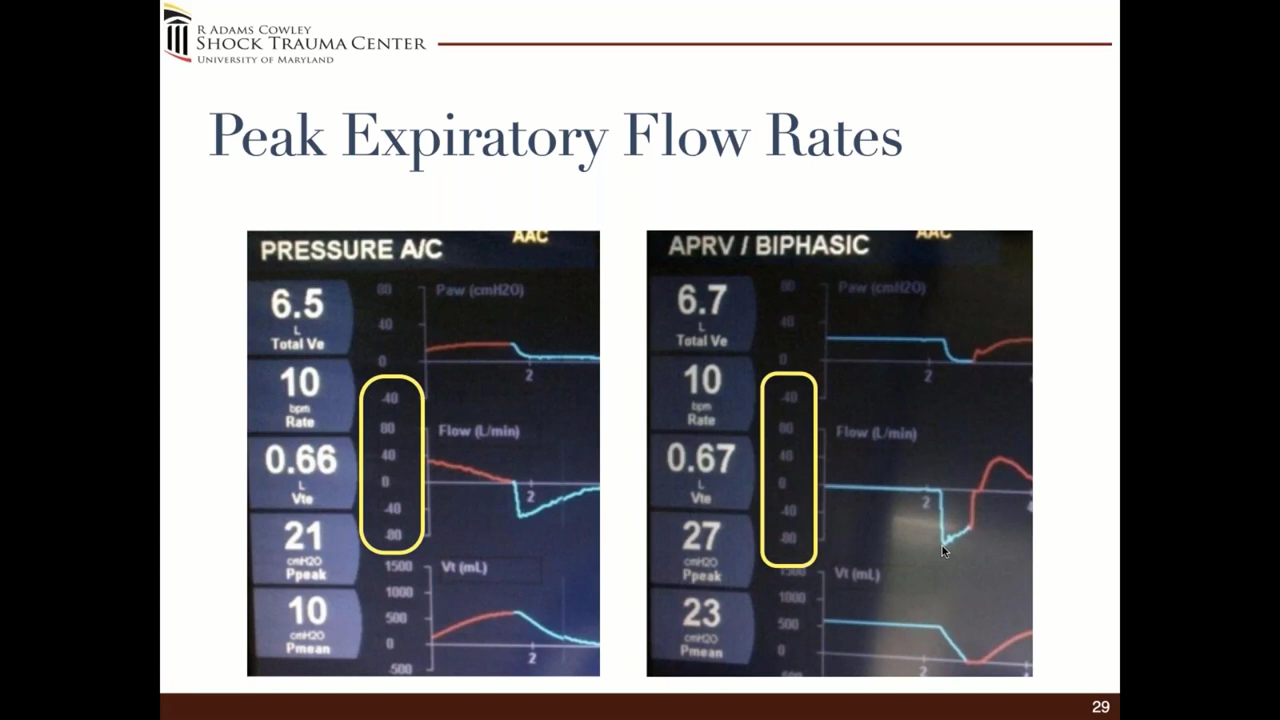 R ADAMS COWLEY
SHOCK TRAUMA CENTER
UNIVERSITY OF MARYLAND
Peak Expiratory Flow Rates
AAC
PRESSURE A/C
6.5
L
Total Ve
10
bpm
Rate
0.66
L
Vte
21
cmH2O
Ppeak
10
cmH2O
Pmean
80
Paw (cmH2O)
40
0
2
-40
80
Flow (L/min)
40
0
2
-40
-80
1500
Vt (mL)
1000
500
0
2
-500
AAC
APRV / BIPHASIC
6.7
L
Total Ve
10
bpm
Rate
0.67
L
Vte
27
cmH2O
Ppeak
23
cmH2O
Pmean
80
Paw (cmH2O)
40
0
2
-40
80
Flow (L/min)
40
0
2
-40
-80
1500
Vt (mL)
1000
500
0
2
29